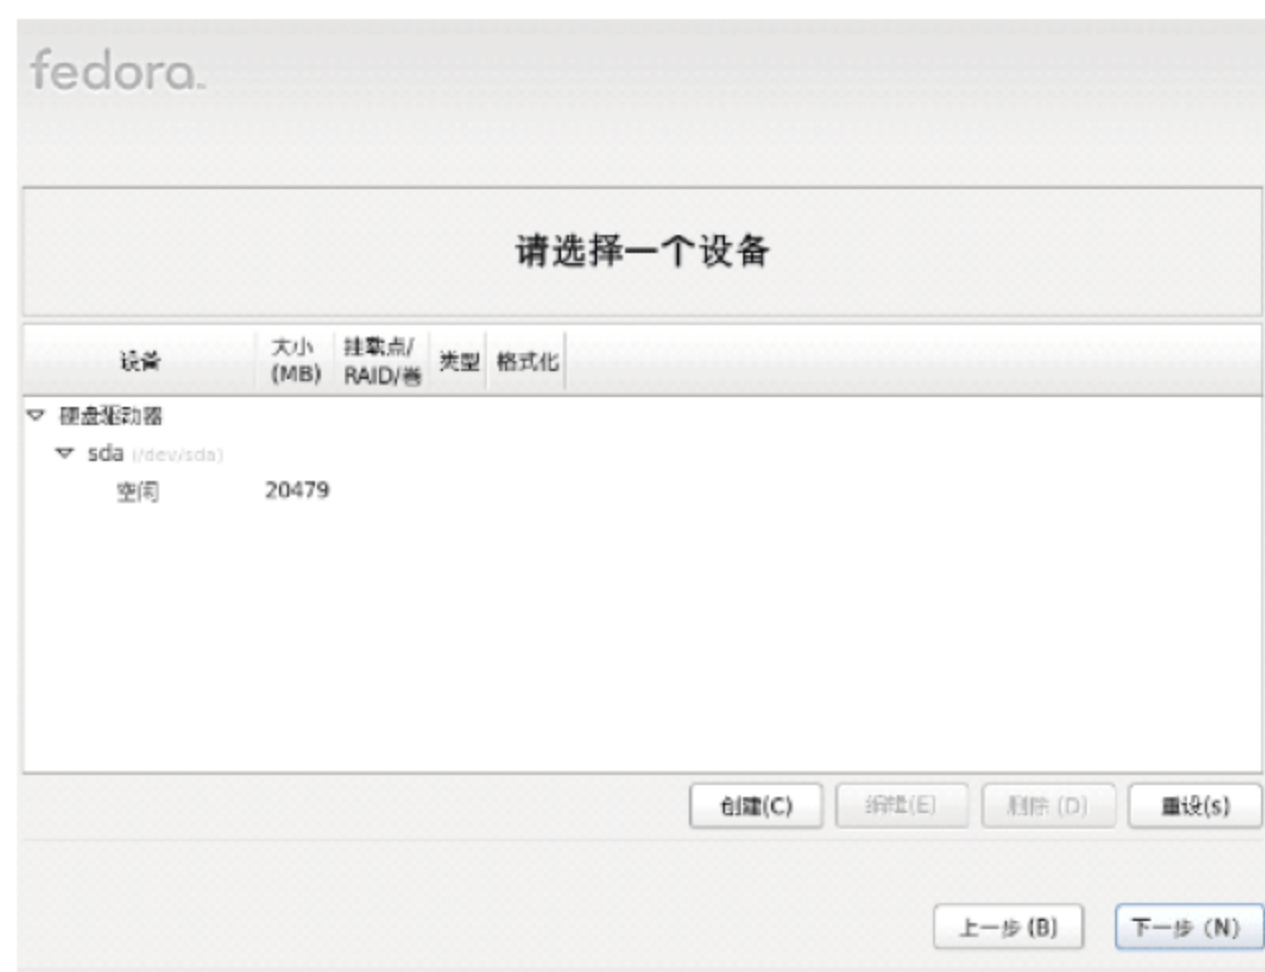 fedora
请选择一个设备
设备
大小
(MB)
挂载点/
RAID/卷
类型
格式化
硬盘驱动器
sda (/dev/sda)
空闲 20479
创建(C) 编辑(E) 删除 (D) 重设(s)
上一步 (B) 下一步 (N)